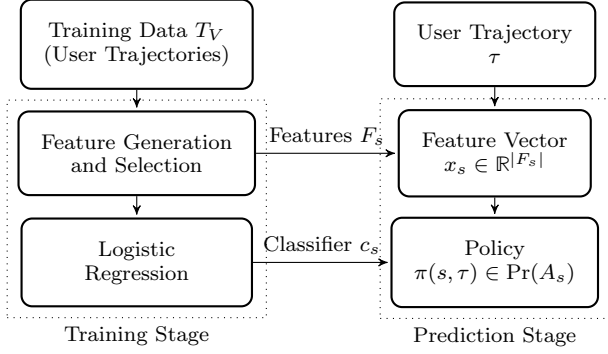 Training Data T_V
(User Trajectories)
User Trajectory
τ
Feature Generation
and Selection
Features F_s
Feature Vector
x_s ∈ ℝ^{|F_s|}
Logistic
Regression
Classifier c_s
Policy
π(s, τ) ∈ Pr(A_s)
Training Stage
Prediction Stage